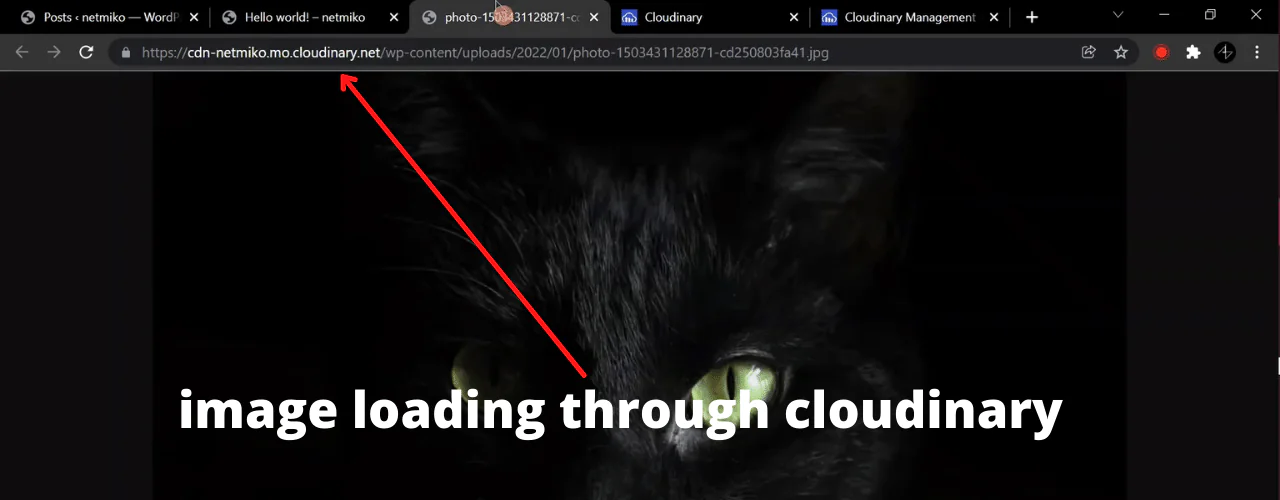 Posts ‹ netmiko — WordP
Hello world! – netmiko
photo-1503431128871-cc
Cloudinary
Cloudinary Management
https://cdn-netmiko.mo.cloudinary.net/wp-content/uploads/2022/01/photo-1503431128871-cd250803fa41.jpg
image loading through cloudinary